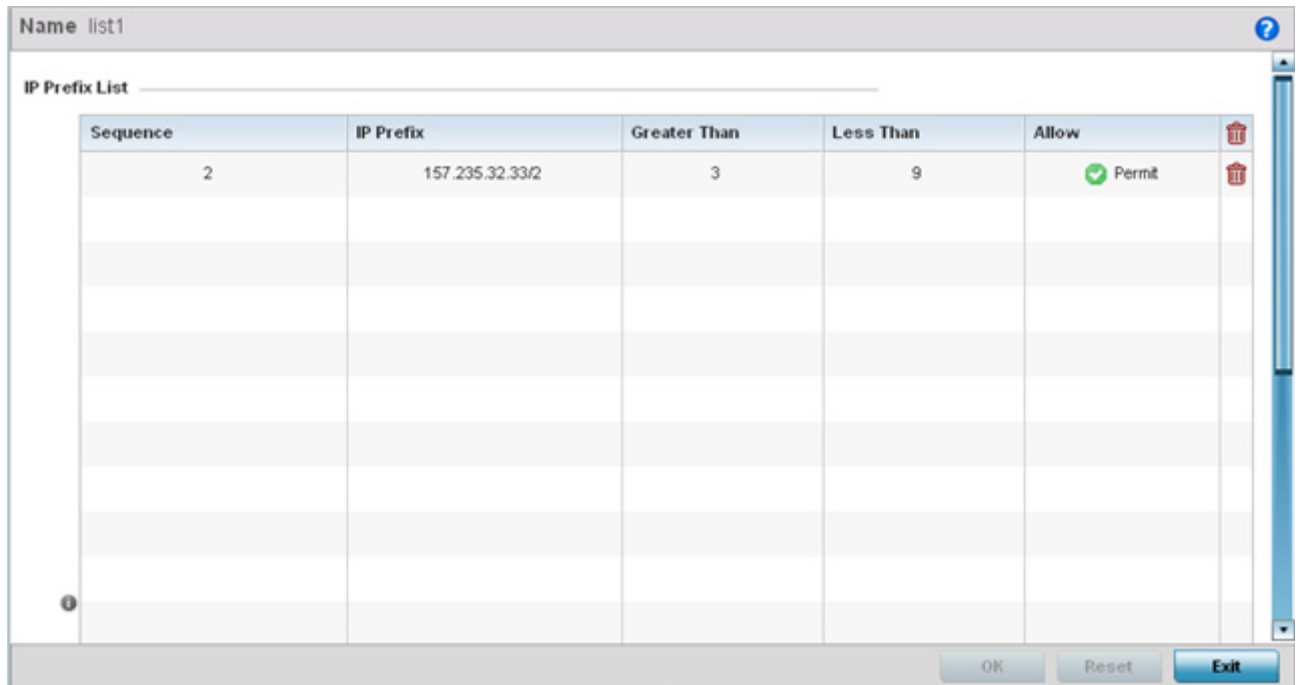 Name list1
?
IP Prefix List
Sequence IP Prefix Greater Than Less Than Allow
2 157.235.32.33/2 3 9 Permit
OK Reset Exit